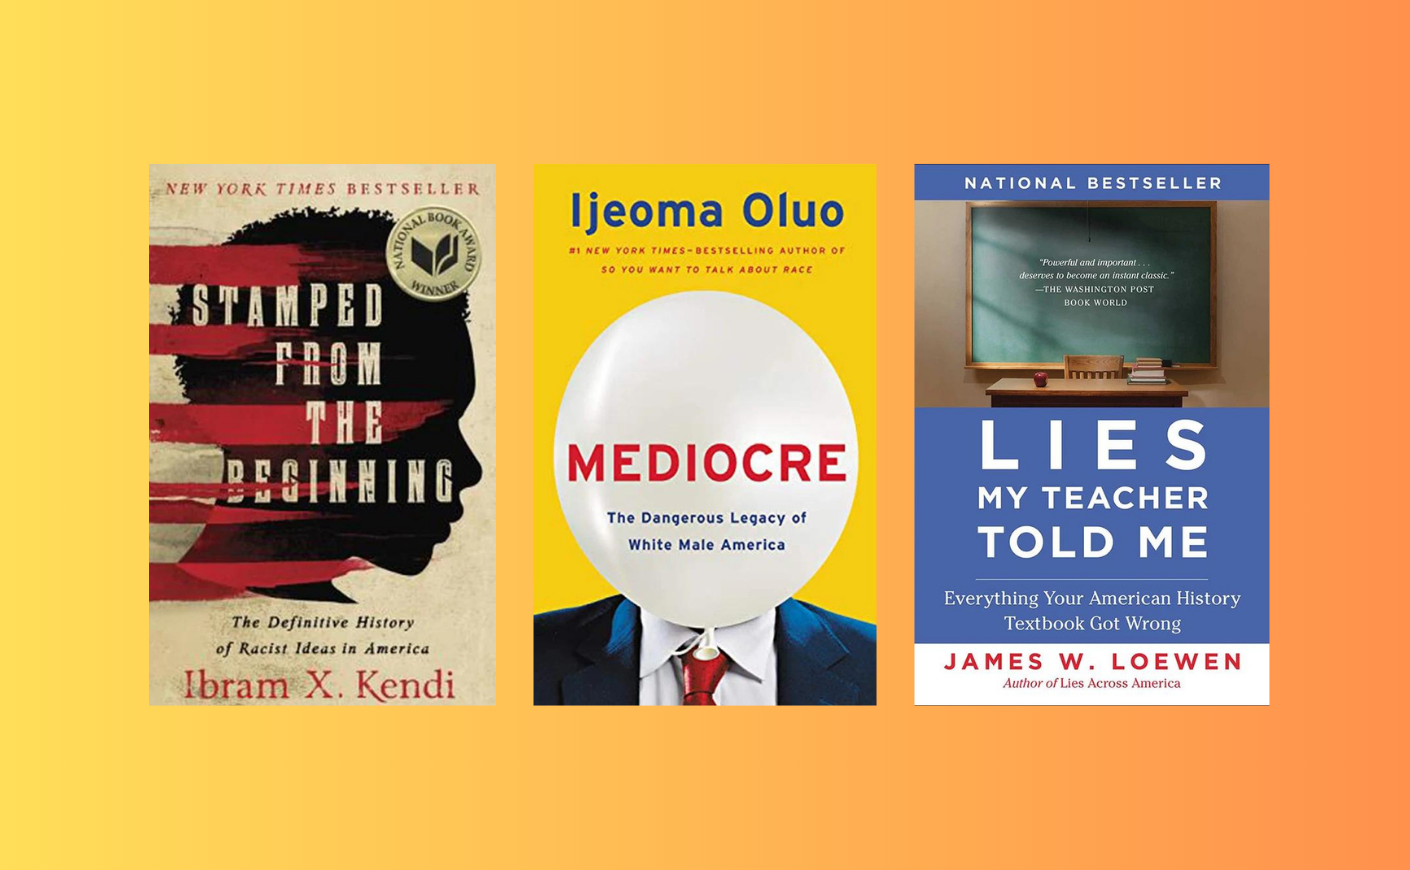 NEW YORK TIMES BESTSELLER
NATIONAL BOOK AWARD
WINNER
STAMPED
FROM
THE
BEGINNING
The Definitive History
of Racist Ideas in America
Ibram X. Kendi
Ijeoma Oluo
#1 NEW YORK TIMES–BESTSELLING AUTHOR OF
SO YOU WANT TO TALK ABOUT RACE
MEDIOCRE
The Dangerous Legacy of
White Male America
NATIONAL BESTSELLER
"Powerful and important . . .
deserves to become an instant classic."
—THE WASHINGTON POST
BOOK WORLD
LIES
MY TEACHER
TOLD ME
Everything Your American History
Textbook Got Wrong
JAMES W. LOEWEN
Author of Lies Across America